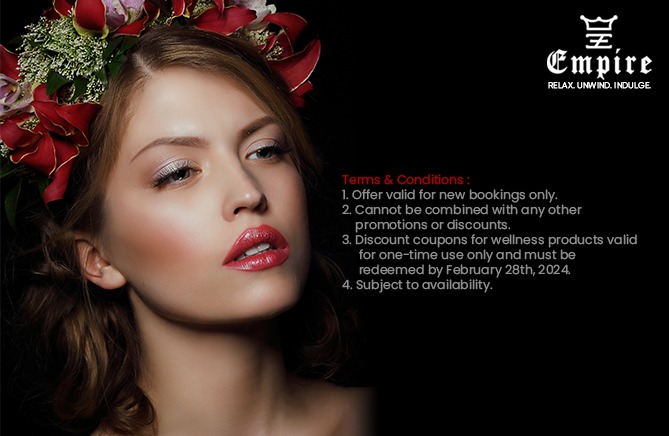 Empire
RELAX. UNWIND. INDULGE.
Terms & Conditions :
1. Offer valid for new bookings only.
2. Cannot be combined with any other
promotions or discounts.
3. Discount coupons for wellness products valid
for one-time use only and must be
redeemed by February 28th, 2024.
4. Subject to availability.